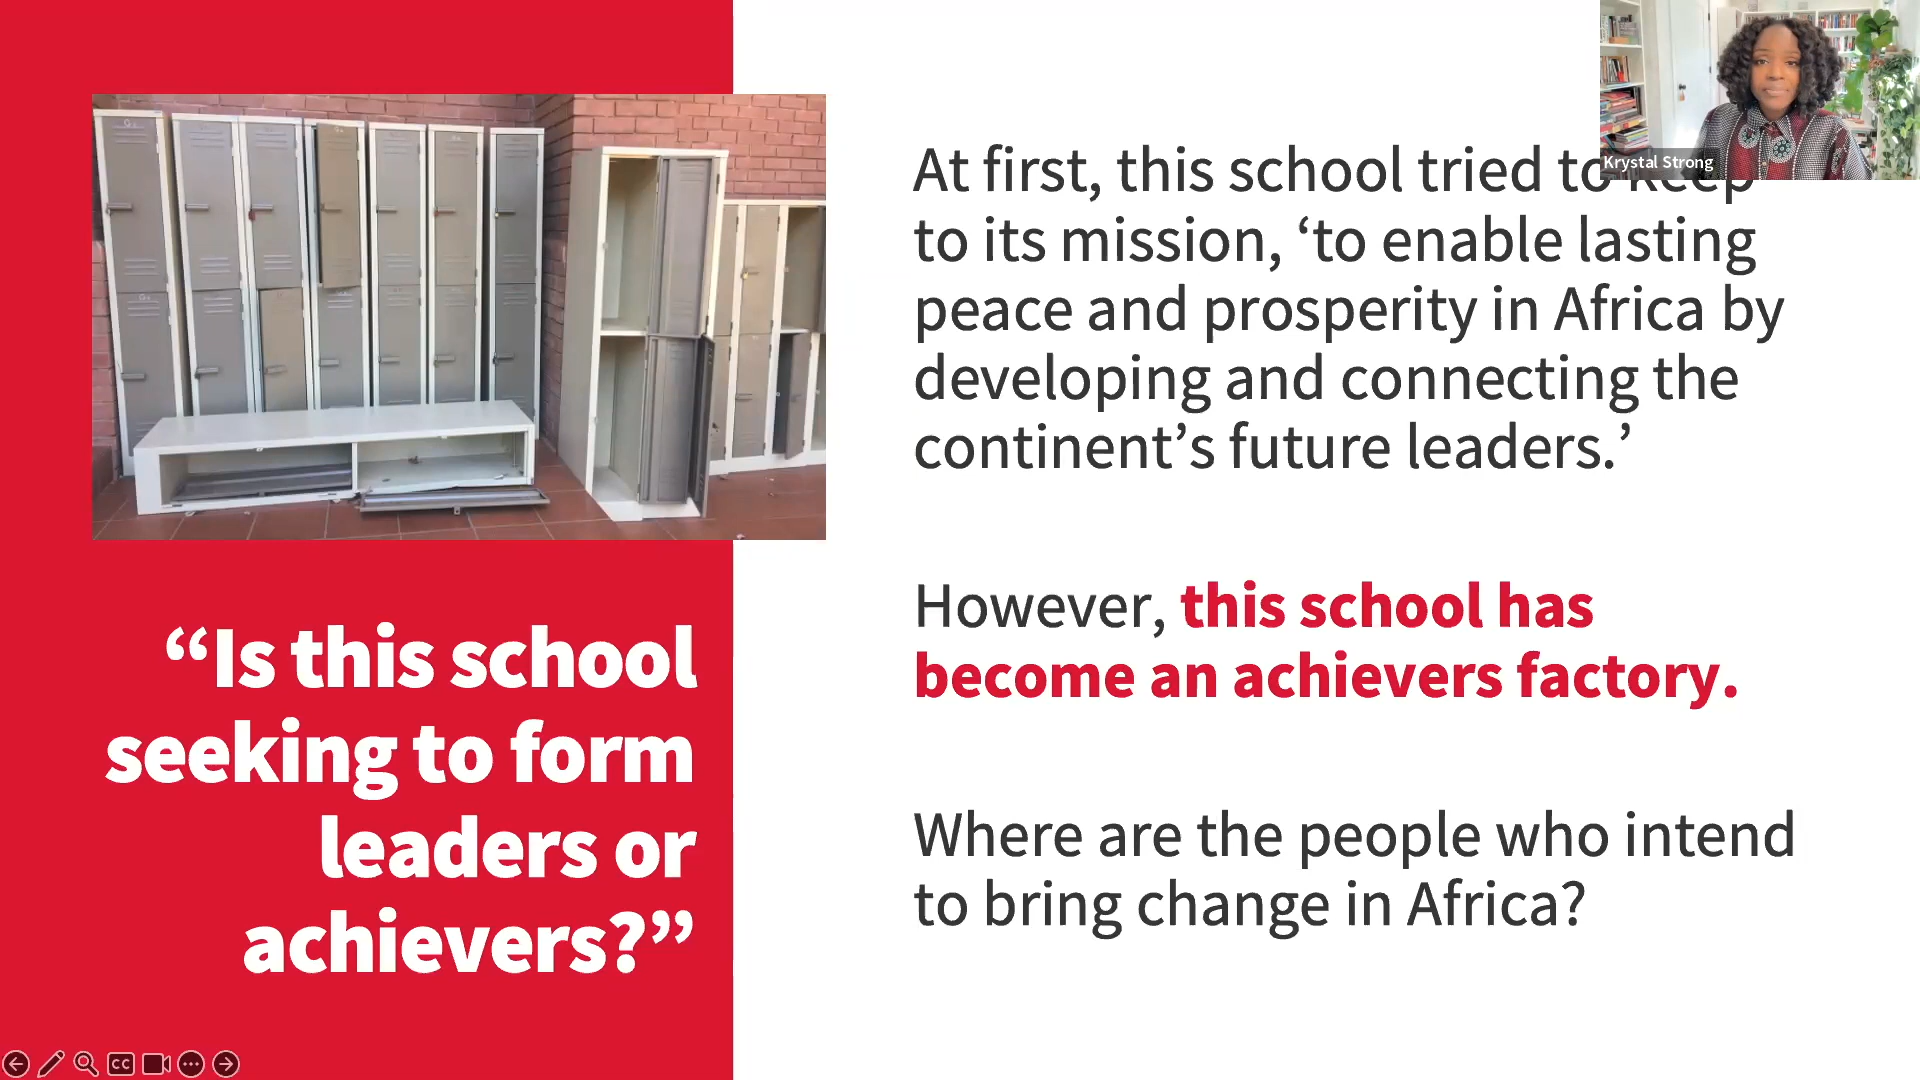 “Is this school
seeking to form
leaders or
achievers?”
At first, this school tried to keep
to its mission, ‘to enable lasting
peace and prosperity in Africa by
developing and connecting the
continent’s future leaders.’
However, this school has
become an achievers factory.
Where are the people who intend
to bring change in Africa?
Krystal Strong
CC